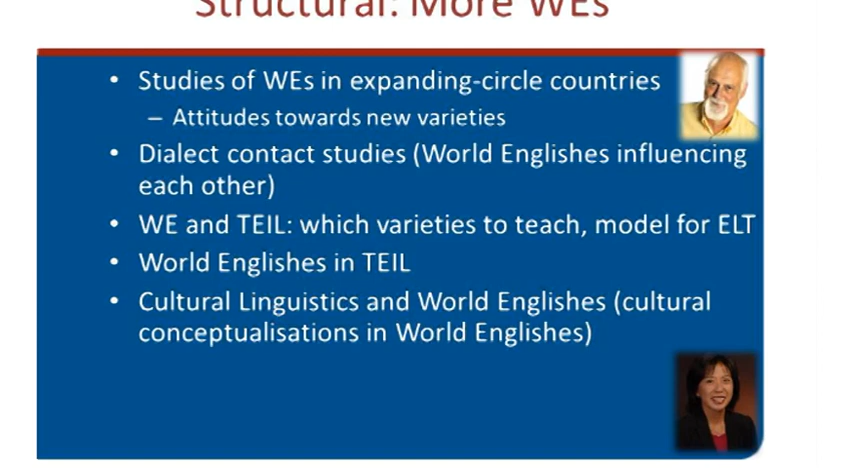 Structural: More WEs
• Studies of WEs in expanding-circle countries
– Attitudes towards new varieties
• Dialect contact studies (World Englishes influencing
each other)
• WE and TEIL: which varieties to teach, model for ELT
• World Englishes in TEIL
• Cultural Linguistics and World Englishes (cultural
conceptualisations in World Englishes)